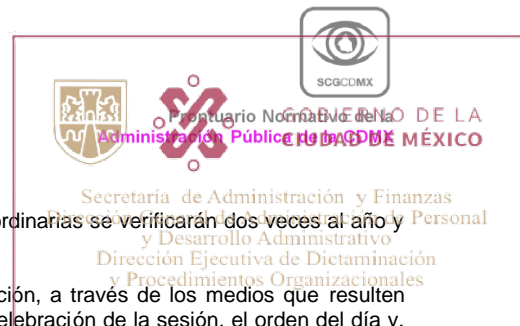 SCGCDMX
Prontuario Normativo de la
Administración Pública de la CDMX
GOBIERNO DE LA
CIUDAD DE MÉXICO
Secretaría de Administración y Finanzas
Dirección General de Administración de Personal
y Desarrollo Administrativo
Dirección Ejecutiva de Dictaminación
y Procedimientos Organizacionales
ordinarias se verificarán dos veces al año y
ción, a través de los medios que resulten
elebración de la sesión, el orden del día y,